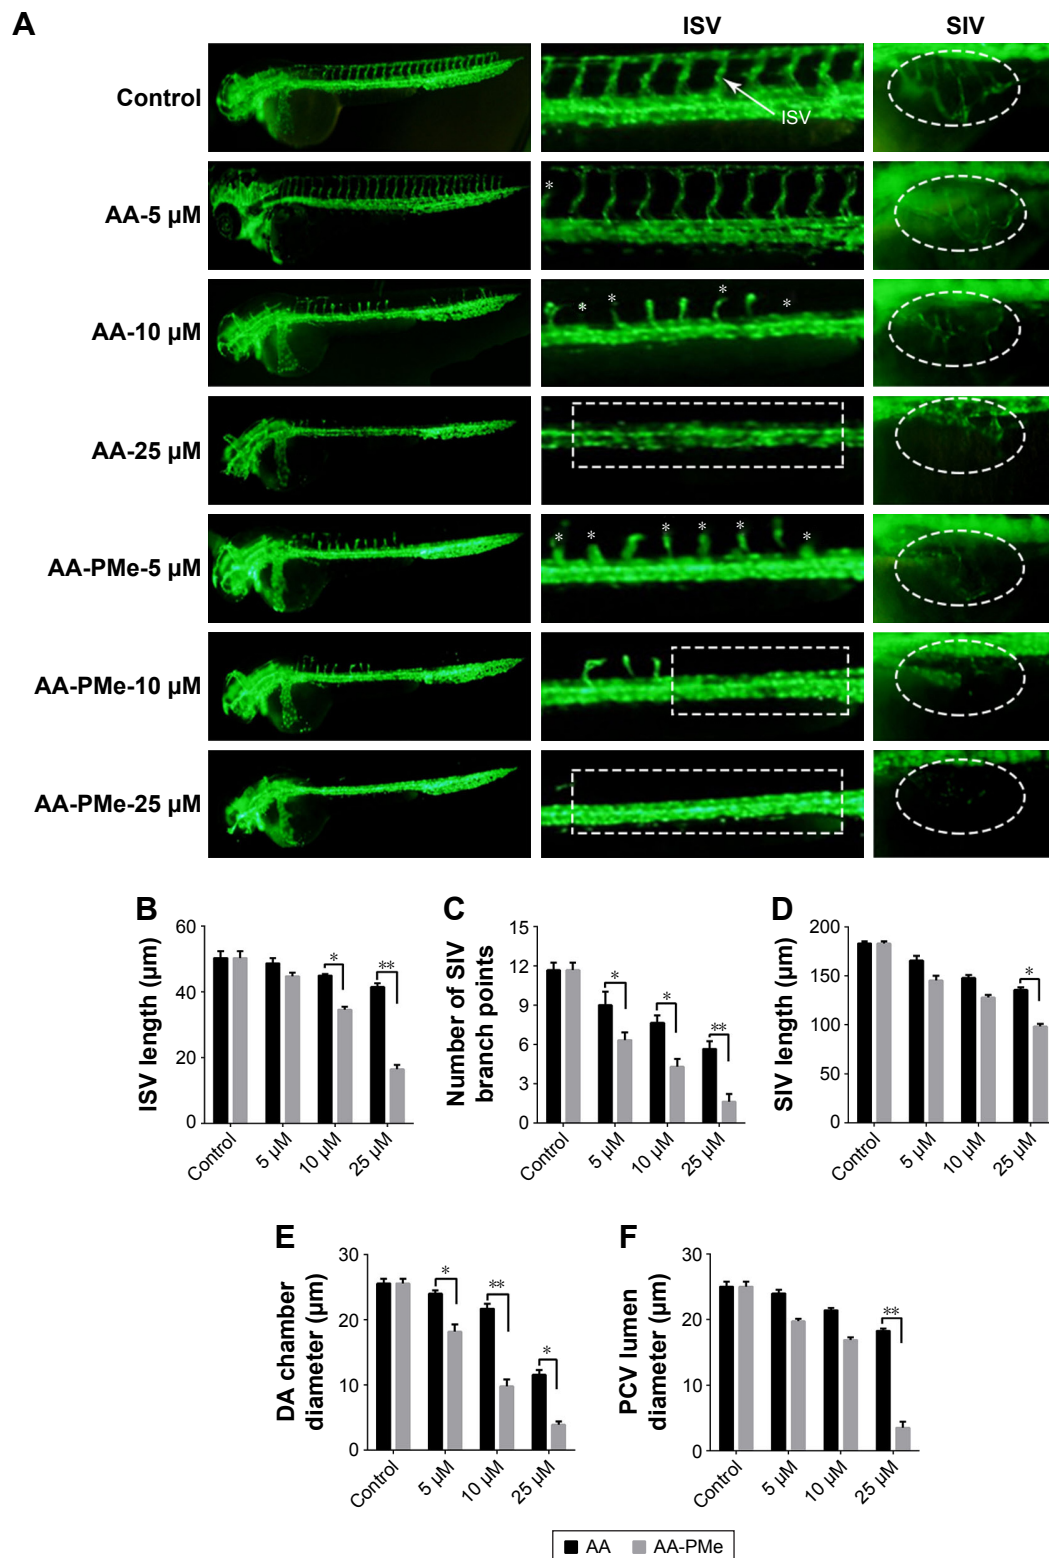 A
ISV
SIV
Control
ISV
AA-5 µM
*
AA-10 µM
* * * *
AA-25 µM
AA-PMe-5 µM
* * * * * *
AA-PMe-10 µM
AA-PMe-25 µM
B
ISV length (µm)
60
40
20
0
* **
Control 5 µM 10 µM 25 µM
C
Number of SIV
branch points
15
12
9
6
3
0
* * **
Control 5 µM 10 µM 25 µM
D
SIV length (µm)
200
150
100
50
0
*
Control 5 µM 10 µM 25 µM
E
DA chamber
diameter (µm)
30
20
10
0
* ** *
Control 5 µM 10 µM 25 µM
F
PCV lumen
diameter (µm)
30
20
10
0
**
Control 5 µM 10 µM 25 µM
AA AA-PMe